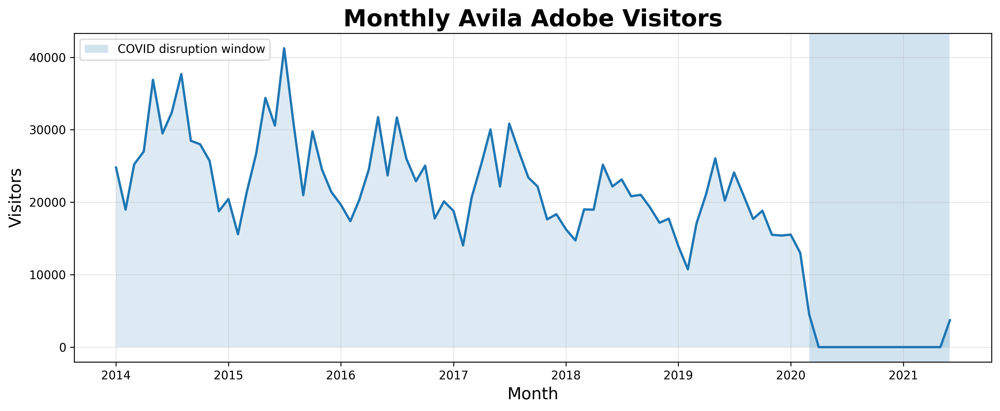 Monthly Avila Adobe Visitors
COVID disruption window
Visitors
40000
30000
20000
10000
0
2014 2015 2016 2017 2018 2019 2020 2021
Month